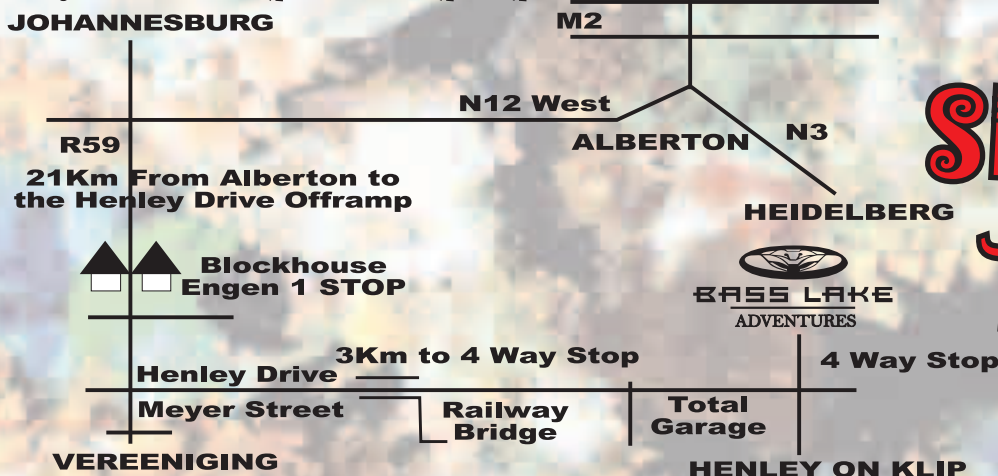 JOHANNESBURG
M2
N12 West
ALBERTON
N3
R59
21Km From Alberton to
the Henley Drive Offramp
HEIDELBERG
Blockhouse
Engen 1 STOP
BASS LAKE
ADVENTURES
3Km to 4 Way Stop
4 Way Stop
Henley Drive
Meyer Street
Railway
Bridge
Total
Garage
VEREENIGING
HENLEY ON KLIP